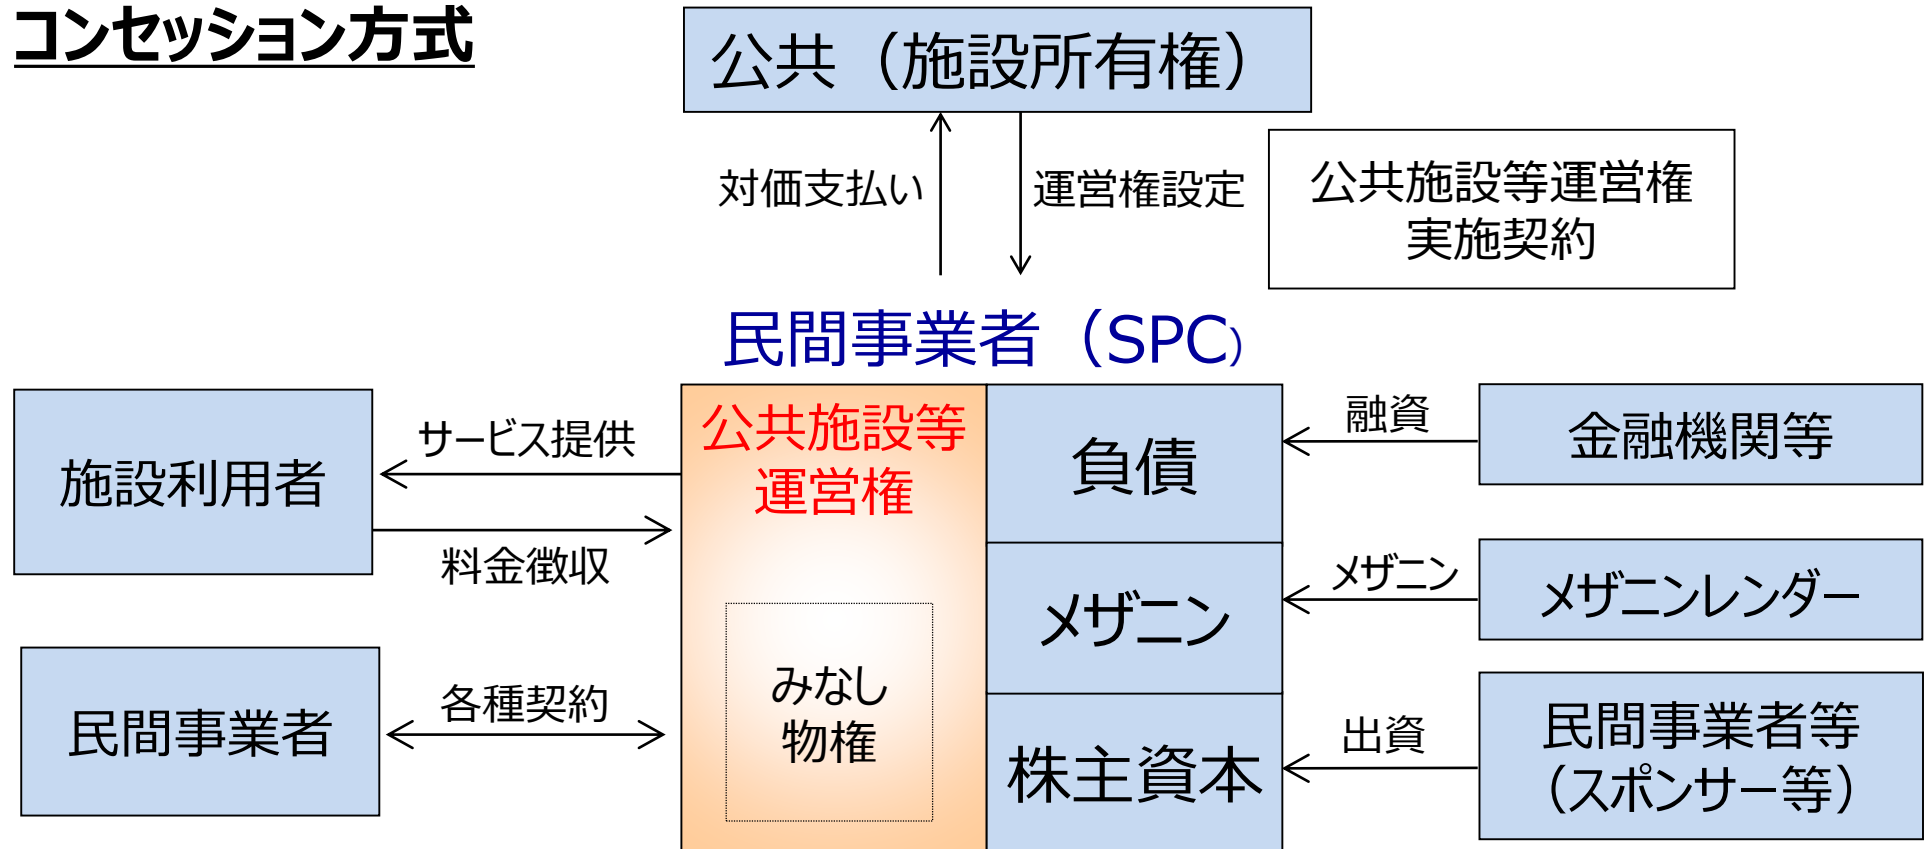 コンセッション方式
公共（施設所有権）
対価支払い
運営権設定
公共施設等運営権
実施契約
民間事業者（SPC）
施設利用者
サービス提供
料金徴収
民間事業者
各種契約
公共施設等
運営権
みなし
物権
負債
メザニン
株主資本
融資
金融機関等
メザニン
メザニンレンダー
出資
民間事業者等
（スポンサー等）